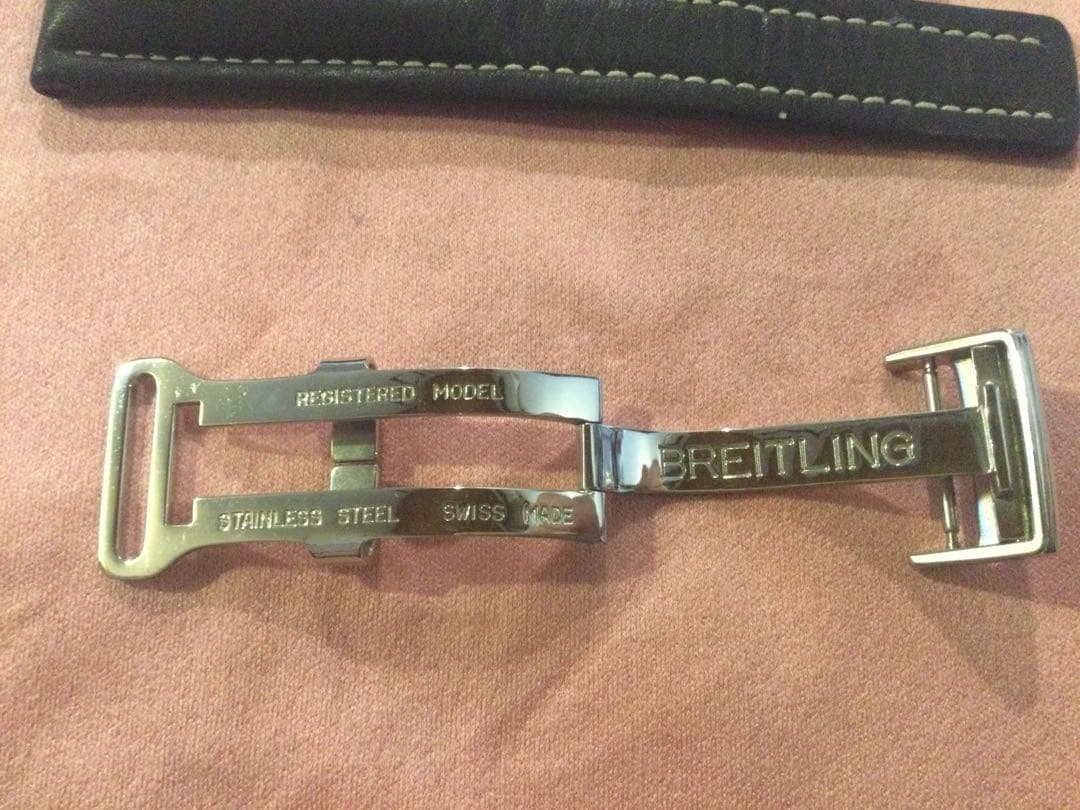 REGISTERED MODEL
BREITLING
STAINLESS STEEL SWISS MADE